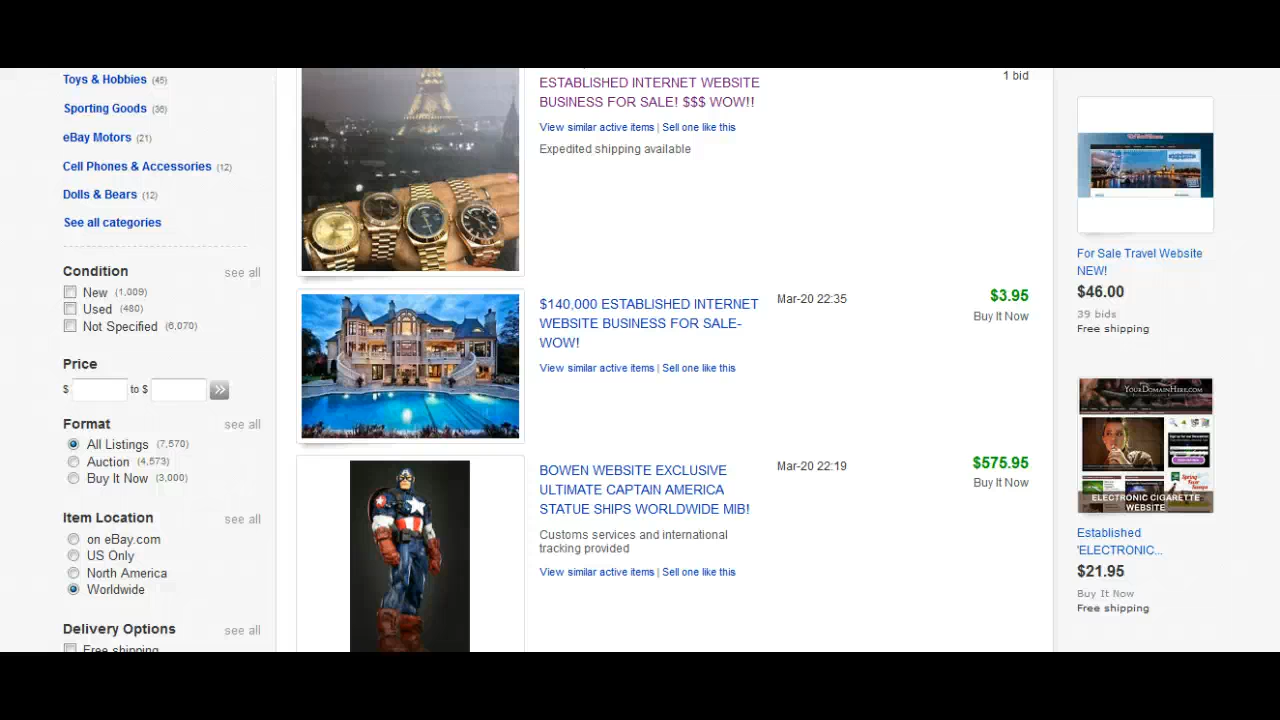 Toys & Hobbies (45)
Sporting Goods (36)
eBay Motors (21)
Cell Phones & Accessories (12)
Dolls & Bears (12)
See all categories
Condition see all
New (1,009)
Used (480)
Not Specified (6,070)
Price
$ to $
Format see all
All Listings (7,570)
Auction (4,573)
Buy It Now (3,000)
Item Location see all
on eBay.com
US Only
North America
Worldwide
Delivery Options see all
Free shipping
ESTABLISHED INTERNET WEBSITE
BUSINESS FOR SALE! $$$ WOW!!
View similar active items | Sell one like this
Expedited shipping available
1 bid
$140,000 ESTABLISHED INTERNET
WEBSITE BUSINESS FOR SALE-
WOW!
View similar active items | Sell one like this
Mar-20 22:35
$3.95
Buy It Now
BOWEN WEBSITE EXCLUSIVE
ULTIMATE CAPTAIN AMERICA
STATUE SHIPS WORLDWIDE MIB!
Customs services and international
tracking provided
View similar active items | Sell one like this
Mar-20 22:19
$575.95
Buy It Now
For Sale Travel Website
NEW!
$46.00
39 bids
Free shipping
YOURDOMAINHERE.COM
ELECTRONIC CIGARETTE
WEBSITE
Established
'ELECTRONIC...
$21.95
Buy It Now
Free shipping